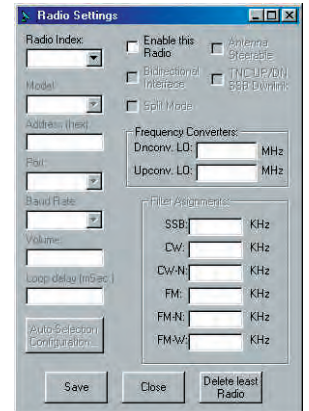 Radio Settings
Radio Index:
Enable this
Radio
Antenna
Steerable
Bidirectional
Interface
TNC UP/DN
SSB Dwnlink
Model:
Split Mode
Address (hex):
Frequency Converters:
Dnconv. LO: MHz
Port:
Upconv. LO: MHz
Baud Rate:
Filter Assignments:
SSB: KHz
Volume:
CW: KHz
CW-N: KHz
Loop delay (mSec.)
FM: KHz
FM-N: KHz
Auto-Selection
Configuration...
FM-W: KHz
Save
Close
Delete least
Radio